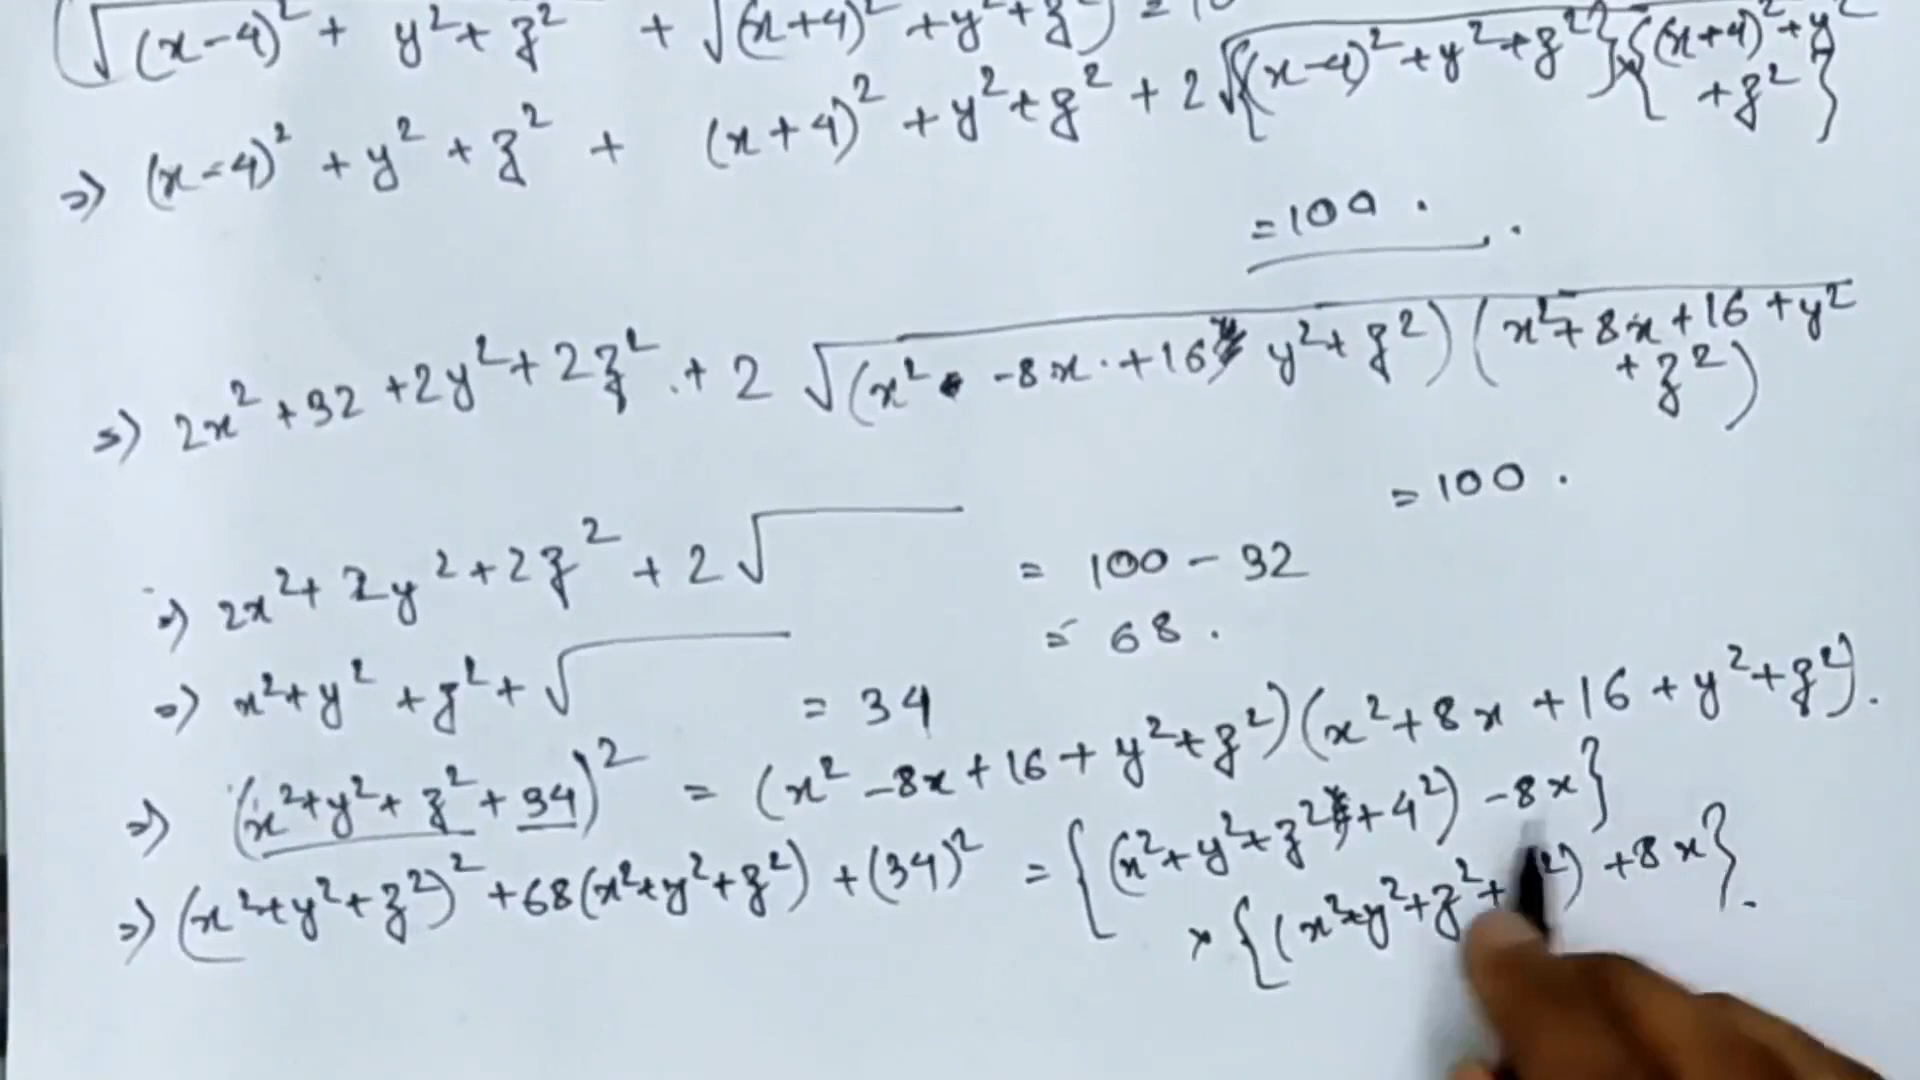 (√(x-4)² + y² + z² + √(x+4)² + y² + z²) = 10
⇒ (x-4)² + y² + z² + (x+4)² + y² + z² + 2√{(x-4)² + y² + z²} × {(x+4)² + y² + z²}
= 100.
⇒ 2x² + 32 + 2y² + 2z² + 2√(x² -8x + 16 + y² + z²)(x² + 8x + 16 + y² + z²)
= 100.
⇒ 2x² + 2y² + 2z² + 2√ = 100 - 32
= 68.
⇒ x² + y² + z² + √ = 34
⇒ (x² + y² + z² + 34)² = (x² - 8x + 16 + y² + z²)(x² + 8x + 16 + y² + z²).
⇒ (x² + y² + z²)² + 68(x² + y² + z²) + (34)² = {(x² + y² + z² + 4²) - 8x}
× {(x² + y² + z² + ²) + 8x}.